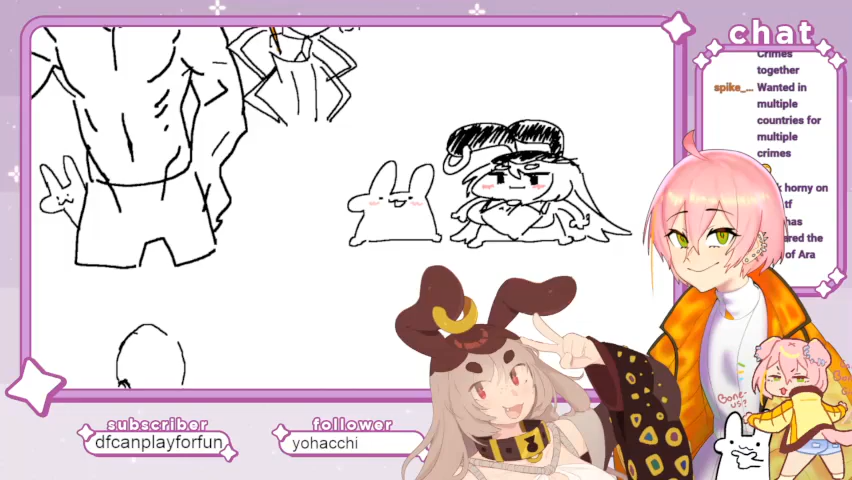 chat
Crimes
together
spike_... Wanted in
multiple
countries for
multiple
crimes
horny on
has
the
of Ara
subscriber
dfcanplayforfun
follower
yohacchi
BONE-
US?